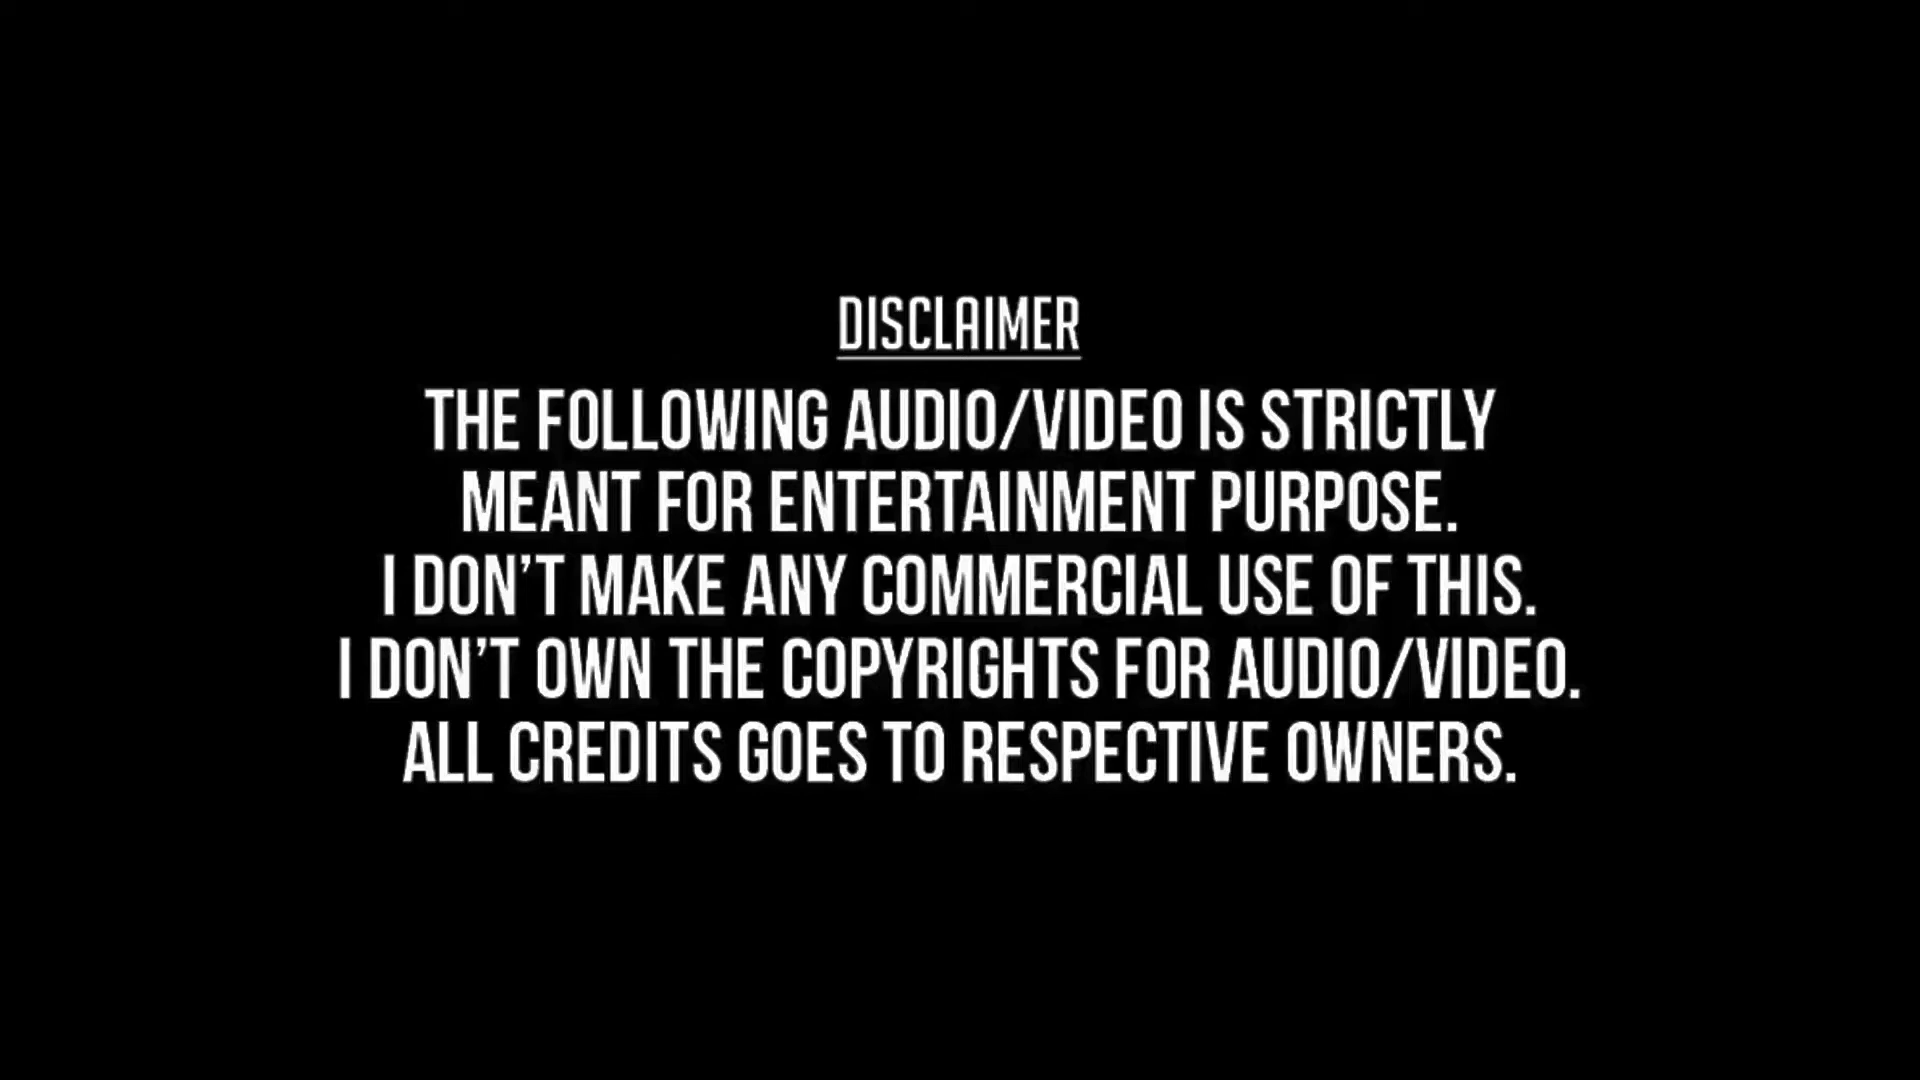 DISCLAIMER
THE FOLLOWING AUDIO/VIDEO IS STRICTLY
MEANT FOR ENTERTAINMENT PURPOSE.
I DON’T MAKE ANY COMMERCIAL USE OF THIS.
I DON’T OWN THE COPYRIGHTS FOR AUDIO/VIDEO.
ALL CREDITS GOES TO RESPECTIVE OWNERS.